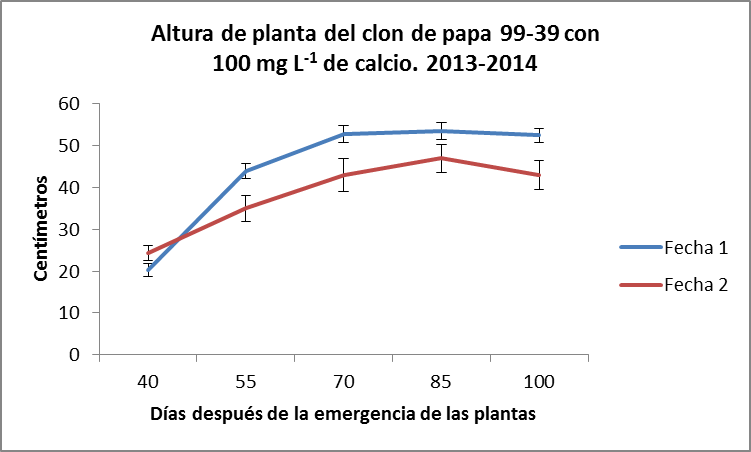 Altura de planta del clon de papa 99-39 con
100 mg L-1 de calcio. 2013-2014
60
50
40
30
20
10
0
Centímetros
40 55 70 85 100
Días después de la emergencia de las plantas
Fecha 1
Fecha 2